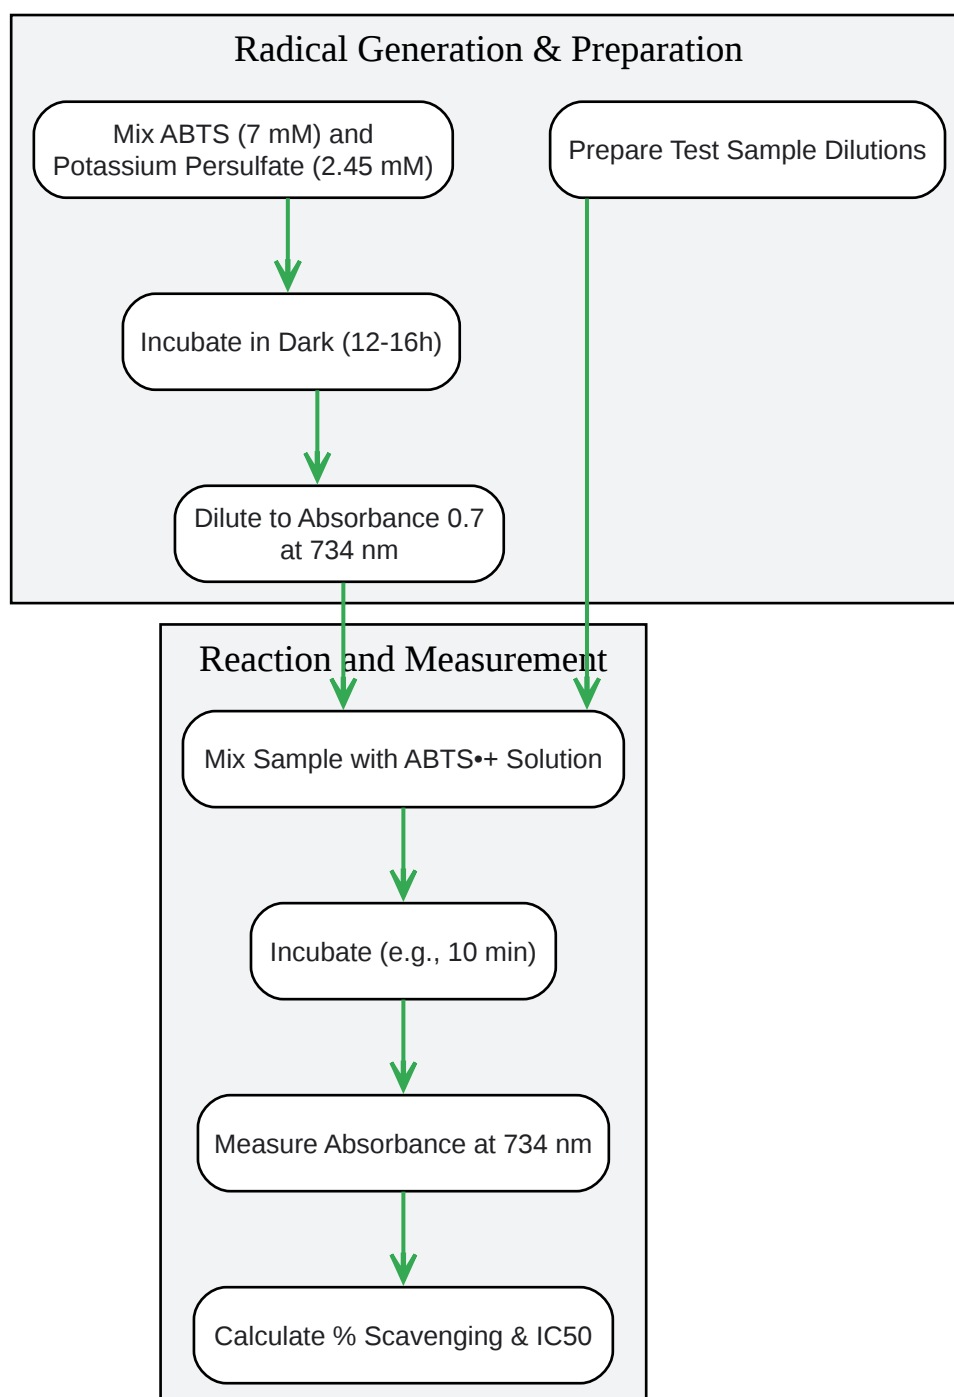 Radical Generation & Preparation
Mix ABTS (7 mM) and
Potassium Persulfate (2.45 mM)
Prepare Test Sample Dilutions
Incubate in Dark (12-16h)
Dilute to Absorbance 0.7
at 734 nm
Reaction and Measurement
Mix Sample with ABTS•+ Solution
Incubate (e.g., 10 min)
Measure Absorbance at 734 nm
Calculate % Scavenging & IC50